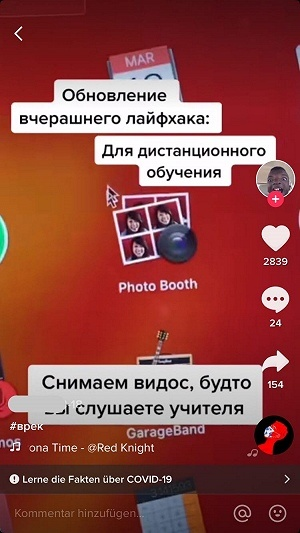 MAR
Обновление
вчерашнего лайфхака:
Для дистанционного
обучения
Photo Booth
2839
24
154
Снимаем видос, будто
вы слушаете учителя
GarageBand
#врек
ona Time - @Red Knight
Lerne die Fakten über COVID-19
Kommentar hinzufügen...